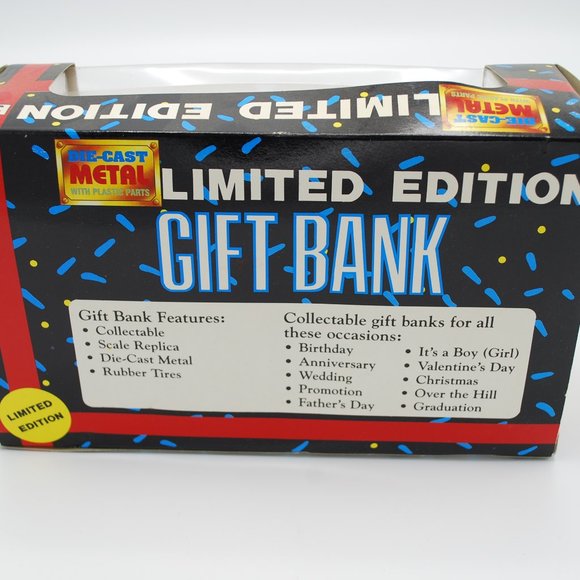 LIMITED EDITION
DIE-CAST
METAL
WITH PLASTIC PARTS
DIE-CAST
METAL
WITH PLASTIC PARTS
LIMITED EDITION
GIFT BANK
Gift Bank Features:
• Collectable
• Scale Replica
• Die-Cast Metal
• Rubber Tires
Collectable gift banks for all
these occasions:
• Birthday
• Anniversary
• Wedding
• Promotion
• Father's Day
• It's a Boy (Girl)
• Valentine's Day
• Christmas
• Over the Hill
• Graduation
LIMITED
EDITION